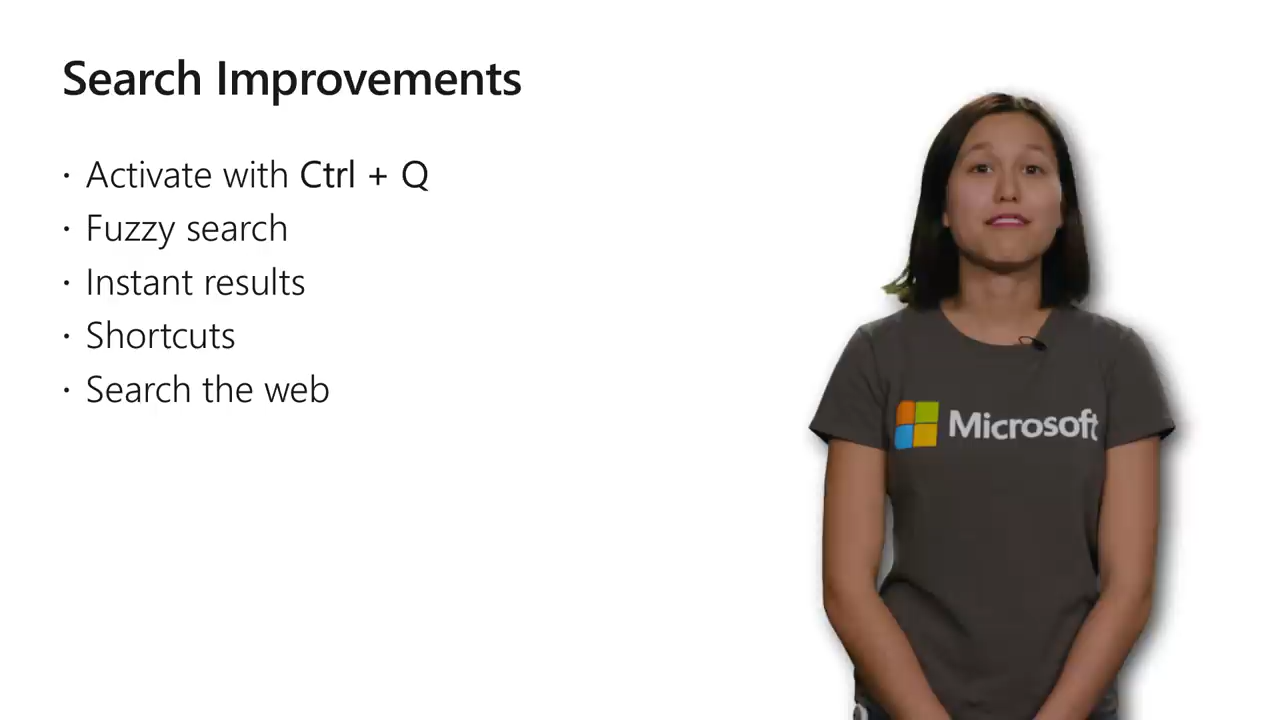 Search Improvements
· Activate with Ctrl + Q
· Fuzzy search
· Instant results
· Shortcuts
· Search the web
Microsoft